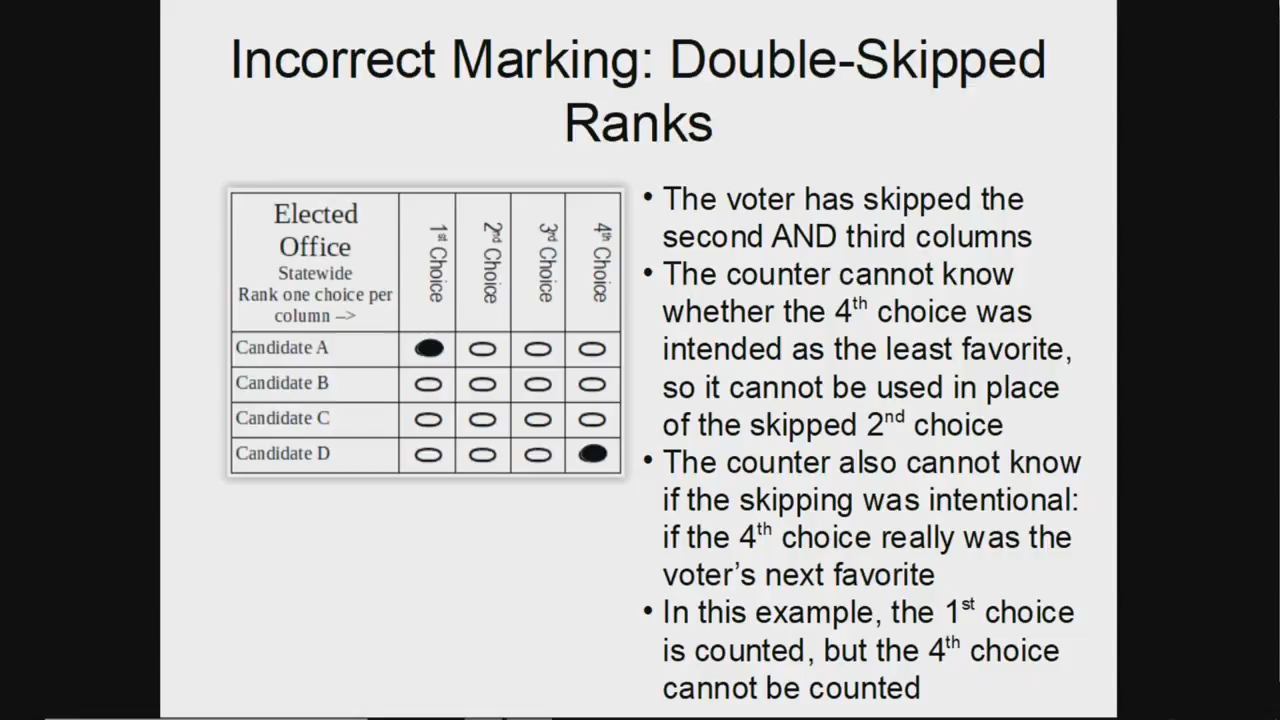 Incorrect Marking: Double-Skipped
Ranks
Elected
Office
Statewide
Rank one choice per
column –>
1st Choice
2nd Choice
3rd Choice
4th Choice
Candidate A
Candidate B
Candidate C
Candidate D
• The voter has skipped the
second AND third columns
• The counter cannot know
whether the 4th choice was
intended as the least favorite,
so it cannot be used in place
of the skipped 2nd choice
• The counter also cannot know
if the skipping was intentional:
if the 4th choice really was the
voter’s next favorite
• In this example, the 1st choice
is counted, but the 4th choice
cannot be counted